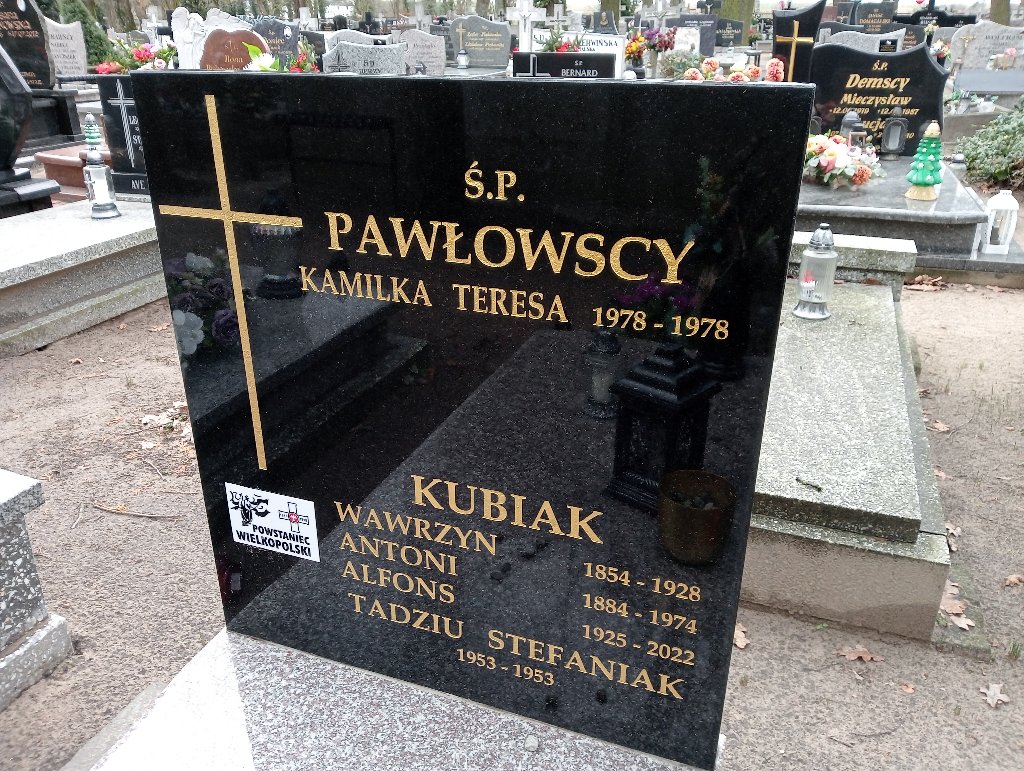 Ś.P.
PAWŁOWSCY
KAMILKA TERESA 1978 - 1978
KUBIAK
WAWRZYN 1854 - 1928
ANTONI 1884 - 1974
ALFONS 1925 - 2022
TADZIU STEFANIAK
1953 - 1953
POWSTANIEC
WIELKOPOLSKI
Ś.P.
BERNARD
Ś.P.
Demscy
Mieczysław
AVE